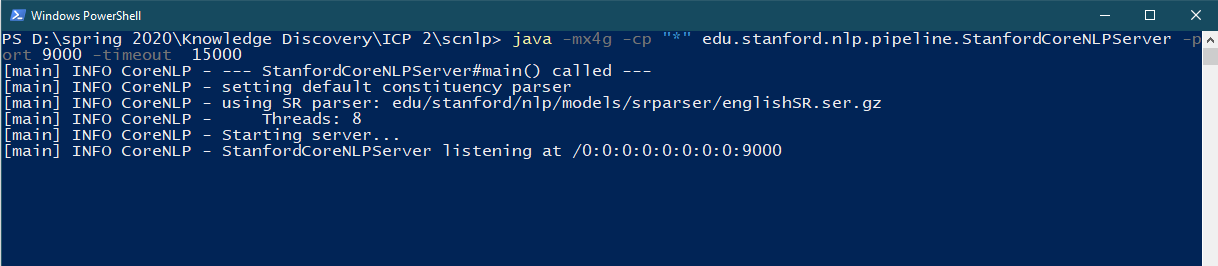 Windows PowerShell
PS D:\spring 2020\Knowledge Discovery\ICP 2\scnlp> java -mx4g -cp "*" edu.stanford.nlp.pipeline.StanfordCoreNLPServer -p
ort 9000 -timeout  15000
[main] INFO CoreNLP - --- StanfordCoreNLPServer#main() called ---
[main] INFO CoreNLP - setting default constituency parser
[main] INFO CoreNLP - using SR parser: edu/stanford/nlp/models/srparser/englishSR.ser.gz
[main] INFO CoreNLP -     Threads: 8
[main] INFO CoreNLP - Starting server...
[main] INFO CoreNLP - StanfordCoreNLPServer listening at /0:0:0:0:0:0:0:0:9000